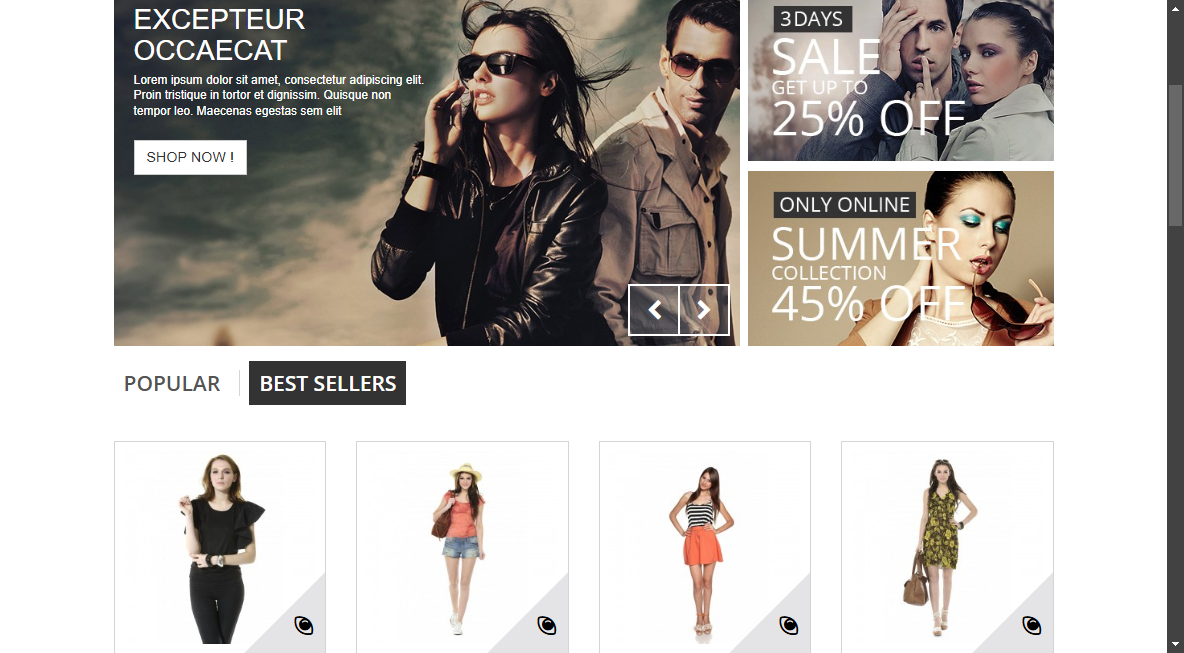 EXCEPTEUR
OCCAECAT
Lorem ipsum dolor sit amet, consectetur adipiscing elit.
Proin tristique in tortor et dignissim. Quisque non
tempor leo. Maecenas egestas sem elit
SHOP NOW !
3 DAYS
SALE
GET UP TO
25% OFF
ONLY ONLINE
SUMMER
COLLECTION
45% OFF
POPULAR
BEST SELLERS